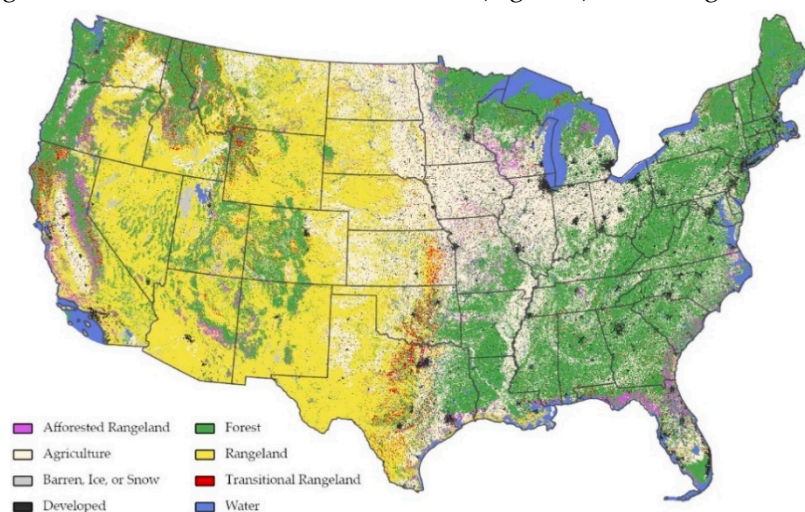 Afforested Rangeland
Agriculture
Barren, Ice, or Snow
Developed
Forest
Rangeland
Transitional Rangeland
Water